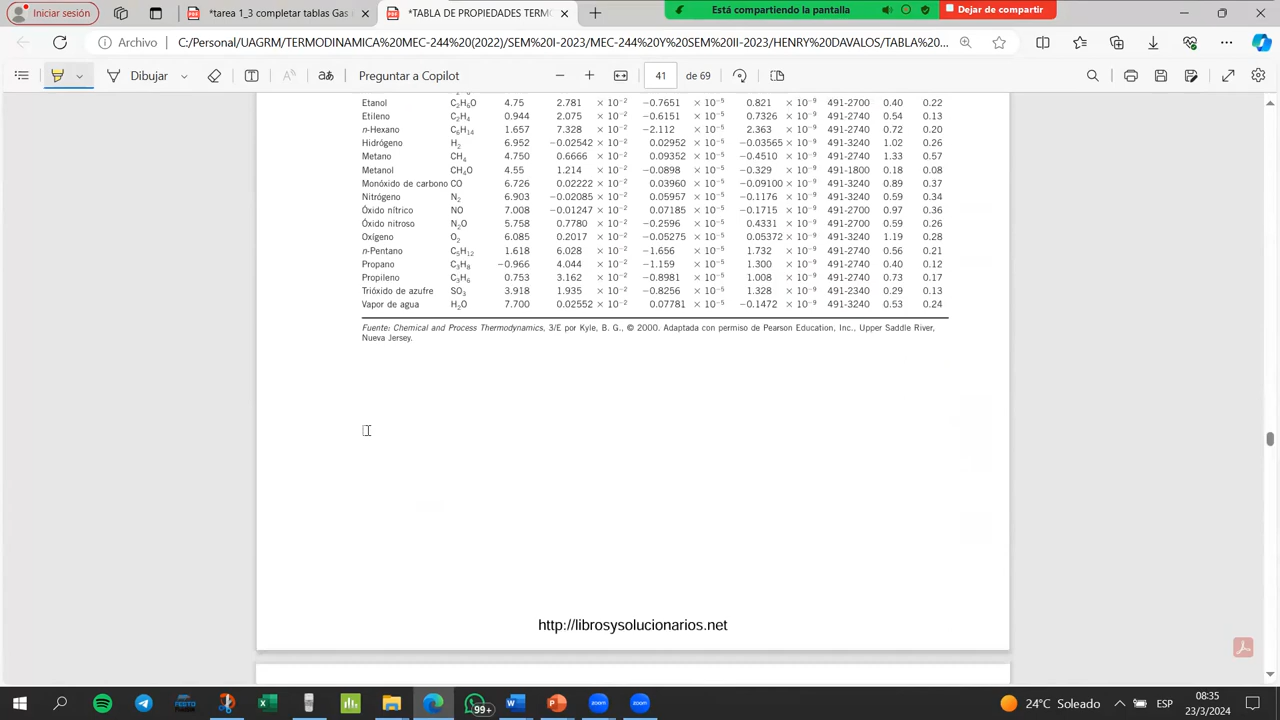 Iniciar sesión
*tarea 1_3 completar tablas Gas
*TABLA DE PROPIEDADES TERMO
Está compartiendo la pantalla
Dejar de compartir
Archivo
C:/Personal/UAGRM/TERMODINAMICA%20MEC-244%20(2022)/SEM%20I-2023/MEC-244%20Y%20SEM%20II-2023/HENRY%20DAVALOS/TABLA%20...
Dibujar
Preguntar a Copilot
41 de 69
Etanol C2H6O 4.75 2.781 × 10−2 −0.7651 × 10−5 0.821 × 10−9 491-2700 0.40 0.22
Etileno C2H4 0.944 2.075 × 10−2 −0.6151 × 10−5 0.7326 × 10−9 491-2740 0.54 0.13
n-Hexano C6H14 1.657 7.328 × 10−2 −2.112 × 10−5 2.363 × 10−9 491-2740 0.72 0.20
Hidrógeno H2 6.952 −0.02542 × 10−2 0.02952 × 10−5 −0.03565 × 10−9 491-3240 1.02 0.26
Metano CH4 4.750 0.6666 × 10−2 0.09352 × 10−5 −0.4510 × 10−9 491-2740 1.33 0.57
Metanol CH4O 4.55 1.214 × 10−2 −0.0898 × 10−5 −0.329 × 10−9 491-1800 0.18 0.08
Monóxido de carbono CO 6.726 0.02222 × 10−2 0.03960 × 10−5 −0.09100 × 10−9 491-3240 0.89 0.37
Nitrógeno N2 6.903 −0.02085 × 10−2 0.05957 × 10−5 −0.1176 × 10−9 491-3240 0.59 0.34
Óxido nítrico NO 7.008 −0.01247 × 10−2 0.07185 × 10−5 −0.1715 × 10−9 491-2700 0.97 0.36
Óxido nitroso N2O 5.758 0.7780 × 10−2 −0.2596 × 10−5 0.4331 × 10−9 491-2700 0.59 0.26
Oxígeno O2 6.085 0.2017 × 10−2 −0.05275 × 10−5 0.05372 × 10−9 491-3240 1.19 0.28
n-Pentano C5H12 1.618 6.028 × 10−2 −1.656 × 10−5 1.732 × 10−9 491-2740 0.56 0.21
Propano C3H8 −0.966 4.044 × 10−2 −1.159 × 10−5 1.300 × 10−9 491-2740 0.40 0.12
Propileno C3H6 0.753 3.162 × 10−2 −0.8981 × 10−5 1.008 × 10−9 491-2740 0.73 0.17
Trióxido de azufre SO3 3.918 1.935 × 10−2 −0.8256 × 10−5 1.328 × 10−9 491-2340 0.29 0.13
Vapor de agua H2O 7.700 0.02552 × 10−2 0.07781 × 10−5 −0.1472 × 10−9 491-3240 0.53 0.24
Fuente: Chemical and Process Thermodynamics, 3/E por Kyle, B. G., © 2000. Adaptada con permiso de Pearson Education, Inc., Upper Saddle River,
Nueva Jersey.
http://librosysolucionarios.net
99+
24°C Soleado
ESP
08:35
23/3/2024